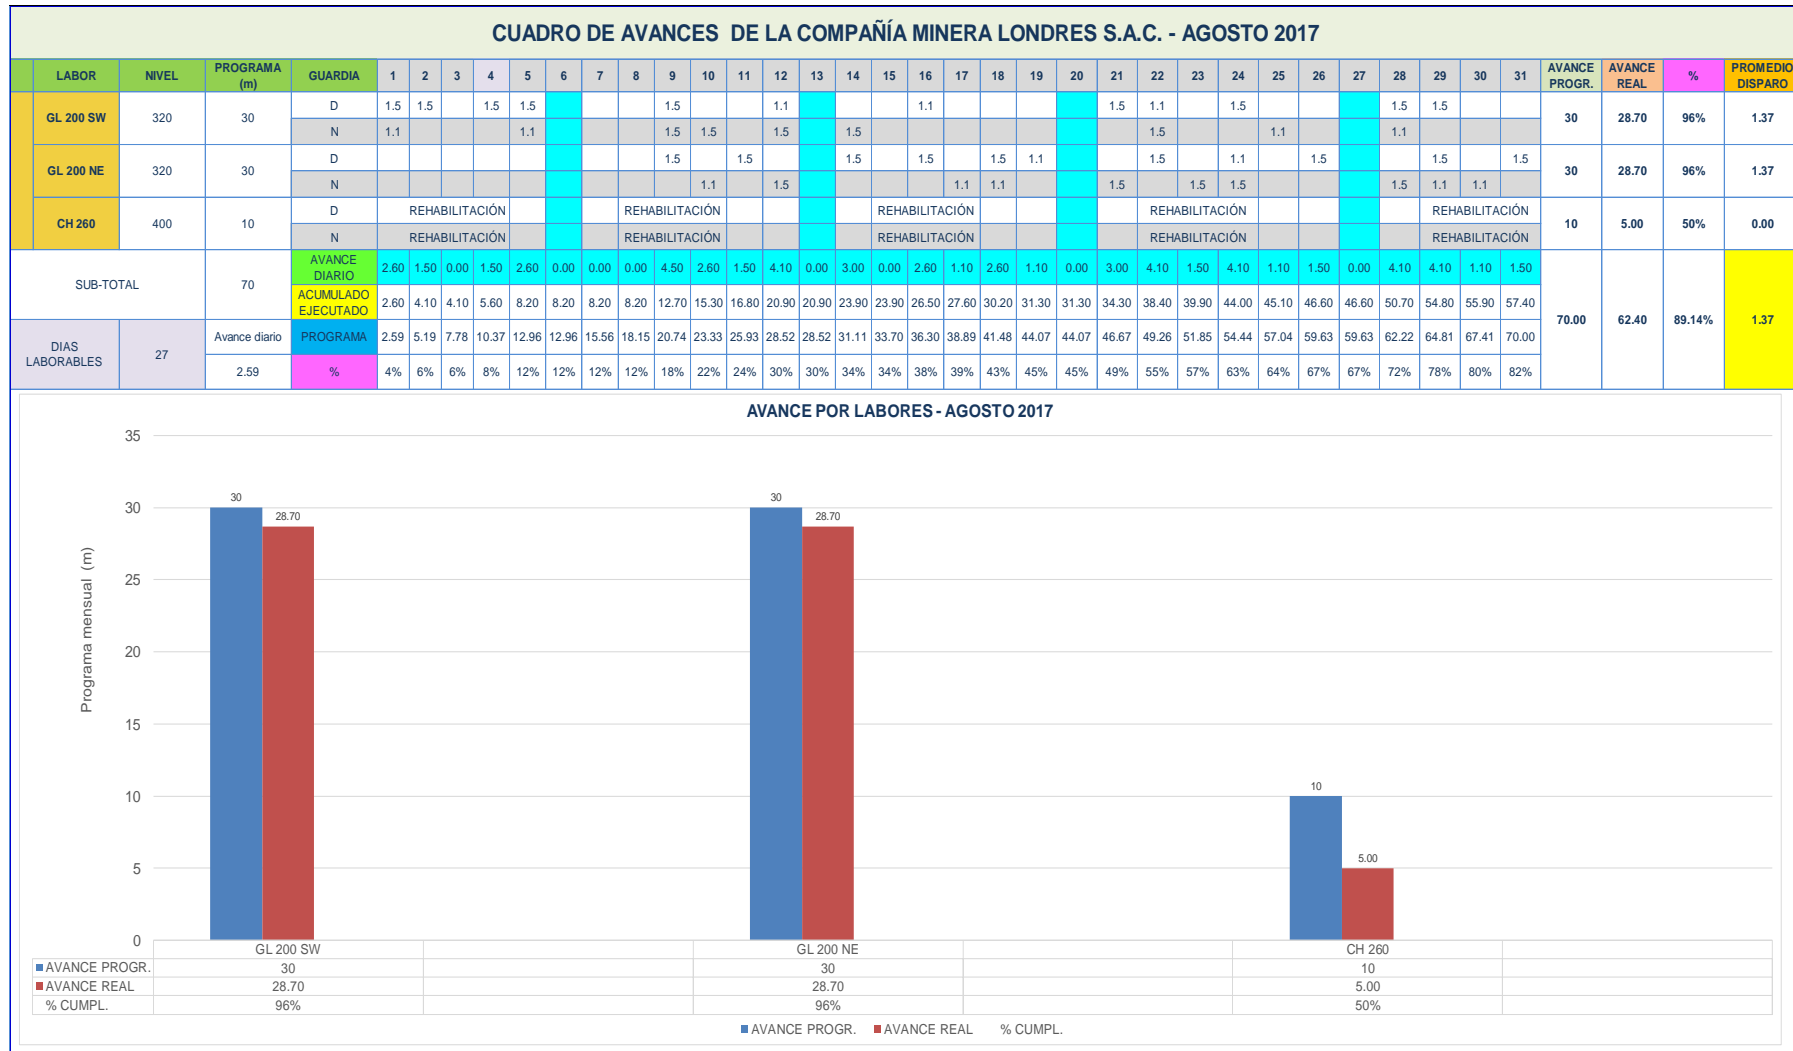 CUADRO DE AVANCES DE LA COMPAÑÍA MINERA LONDRES S.A.C. - AGOSTO 2017
LABOR NIVEL PROGRAMA (m) GUARDIA 1 2 3 4 5 6 7 8 9 10 11 12 13 14 15 16 17 18 19 20 21 22 23 24 25 26 27 28 29 30 31 AVANCE PROGR. AVANCE REAL % PROMEDIO DISPARO
GL 200 SW 320 30 D 1.5 1.5 1.5 1.5 1.5 1.1 1.1 1.5 1.1 1.5 1.5 1.5 30 28.70 96% 1.37
N 1.1 1.1 1.5 1.5 1.5 1.5 1.5 1.1 1.1
GL 200 NE 320 30 D 1.5 1.5 1.5 1.5 1.5 1.1 1.5 1.1 1.5 1.5 1.5 30 28.70 96% 1.37
N 1.1 1.5 1.1 1.1 1.5 1.5 1.5 1.5 1.1 1.1
CH 260 400 10 D REHABILITACIÓN REHABILITACIÓN REHABILITACIÓN REHABILITACIÓN REHABILITACIÓN 10 5.00 50% 0.00
N REHABILITACIÓN REHABILITACIÓN REHABILITACIÓN REHABILITACIÓN REHABILITACIÓN
SUB-TOTAL 70 AVANCE DIARIO 2.60 1.50 0.00 1.50 2.60 0.00 0.00 0.00 4.50 2.60 1.50 4.10 0.00 3.00 0.00 2.60 1.10 2.60 1.10 0.00 3.00 4.10 1.50 4.10 1.10 1.50 0.00 4.10 4.10 1.10 1.50 70.00 62.40 89.14% 1.37
ACUMULADO EJECUTADO 2.60 4.10 4.10 5.60 8.20 8.20 8.20 8.20 12.70 15.30 16.80 20.90 20.90 23.90 23.90 26.50 27.60 30.20 31.30 31.30 34.30 38.40 39.90 44.00 45.10 46.60 46.60 50.70 54.80 55.90 57.40
DIAS LABORABLES 27 Avance diario PROGRAMA 2.59 5.19 7.78 10.37 12.96 12.96 15.56 18.15 20.74 23.33 25.93 28.52 28.52 31.11 33.70 36.30 38.89 41.48 44.07 44.07 46.67 49.26 51.85 54.44 57.04 59.63 59.63 62.22 64.81 67.41 70.00
2.59 % 4% 6% 6% 8% 12% 12% 12% 12% 18% 22% 24% 30% 30% 34% 34% 38% 39% 43% 45% 45% 49% 55% 57% 63% 64% 67% 67% 72% 78% 80% 82%
AVANCE POR LABORES - AGOSTO 2017
Programa mensual (m)
35
30
25
20
15
10
5
0
30
28.70
30
28.70
10
5.00
GL 200 SW GL 200 NE CH 260
AVANCE PROGR. 30 30 10
AVANCE REAL 28.70 28.70 5.00
% CUMPL. 96% 96% 50%
AVANCE PROGR. AVANCE REAL % CUMPL.